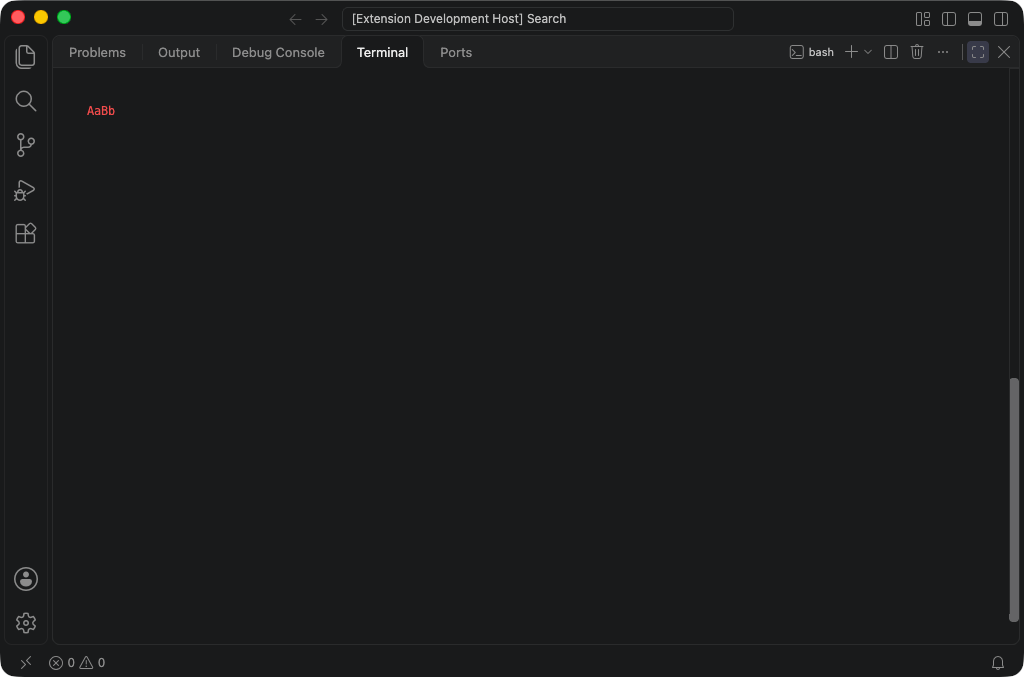 [Extension Development Host] Search
Problems Output Debug Console Terminal Ports bash
AaBb
0 0